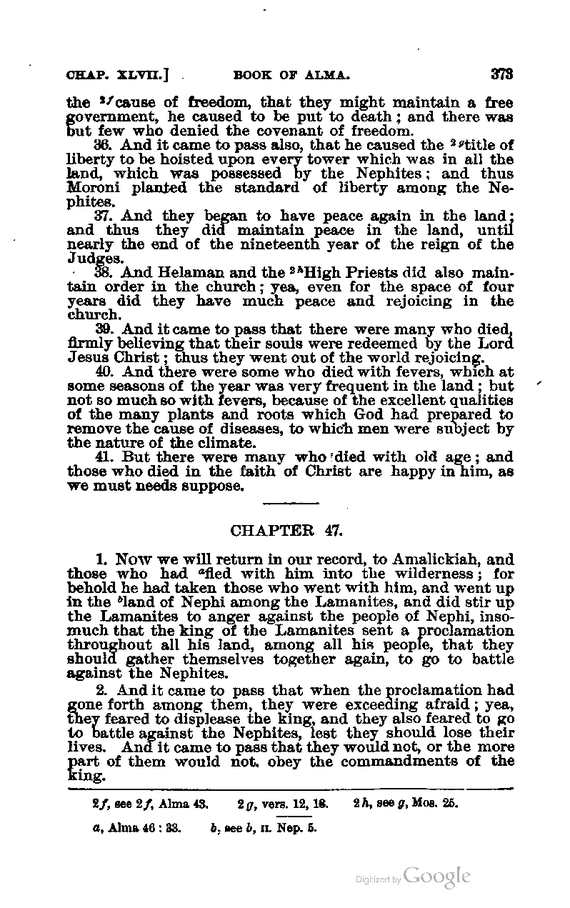 CHAP. XLVII.] BOOK OF ALMA. 373
the 2fcause of freedom, that they might maintain a free
government, he caused to be put to death; and there was
but few who denied the covenant of freedom.
36. And it came to pass also, that he caused the 2gtitle of
liberty to be hoisted upon every tower which was in all the
land, which was possessed by the Nephites; and thus
Moroni planted the standard of liberty among the Ne-
phites.
37. And they began to have peace again in the land;
and thus they did maintain peace in the land, until
nearly the end of the nineteenth year of the reign of the
Judges.
38. And Helaman and the 2hHigh Priests did also main-
tain order in the church; yea, even for the space of four
years did they have much peace and rejoicing in the
church.
39. And it came to pass that there were many who died,
firmly believing that their souls were redeemed by the Lord
Jesus Christ; thus they went out of the world rejoicing.
40. And there were some who died with fevers, which at
some seasons of the year was very frequent in the land; but
not so much so with fevers, because of the excellent qualities
of the many plants and roots which God had prepared to
remove the cause of diseases, to which men were subject by
the nature of the climate.
41. But there were many who died with old age; and
those who died in the faith of Christ are happy in him, as
we must needs suppose.
CHAPTER 47.
1. Now we will return in our record, to Amalickiah, and
those who had afled with him into the wilderness; for
behold he had taken those who went with him, and went up
in the bland of Nephi among the Lamanites, and did stir up
the Lamanites to anger against the people of Nephi, inso-
much that the king of the Lamanites sent a proclamation
throughout all his land, among all his people, that they
should gather themselves together again, to go to battle
against the Nephites.
2. And it came to pass that when the proclamation had
gone forth among them, they were exceeding afraid; yea,
they feared to displease the king, and they also feared to go
to battle against the Nephites, lest they should lose their
lives. And it came to pass that they would not, or the more
part of them would not, obey the commandments of the
king.
2f, see 2f, Alma 43. 2g, vers. 12, 18. 2h, see g, Mos. 25.
a, Alma 46:33. b, see b, II. Nep. 5.
Digitized by Google